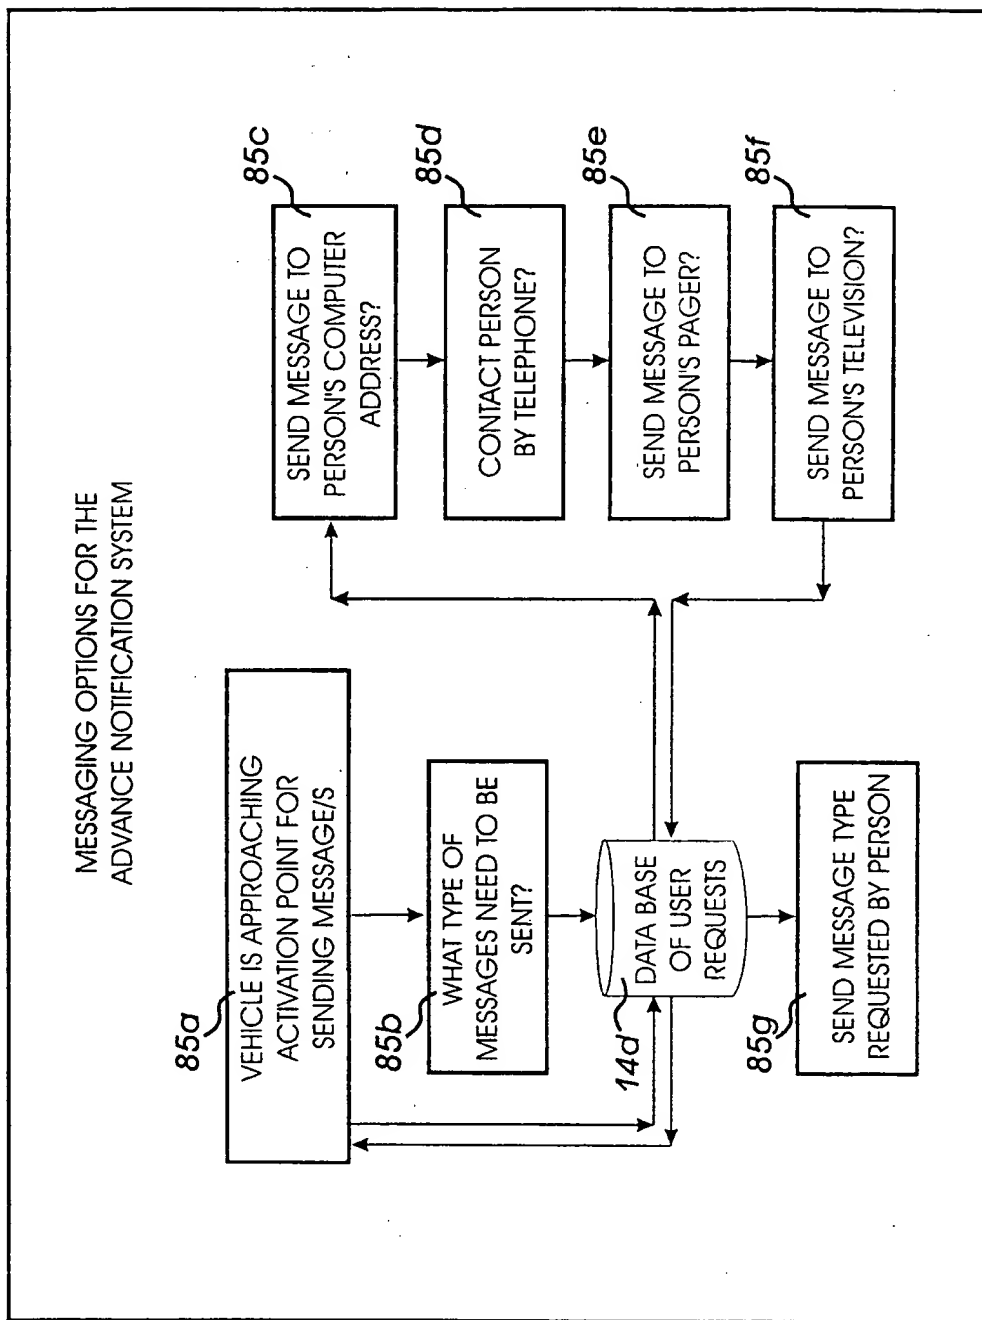 MESSAGING OPTIONS FOR THE
ADVANCE NOTIFICATION SYSTEM
85a
VEHICLE IS APPROACHING
ACTIVATION POINT FOR
SENDING MESSAGE/S
85b
WHAT TYPE OF
MESSAGES NEED TO BE
SENT?
14d
DATA BASE
OF USER
REQUESTS
85g
SEND MESSAGE TYPE
REQUESTED BY PERSON
85c
SEND MESSAGE TO
PERSON'S COMPUTER
ADDRESS?
85d
CONTACT PERSON
BY TELEPHONE?
85e
SEND MESSAGE TO
PERSON'S PAGER?
85f
SEND MESSAGE TO
PERSON'S TELEVISION?